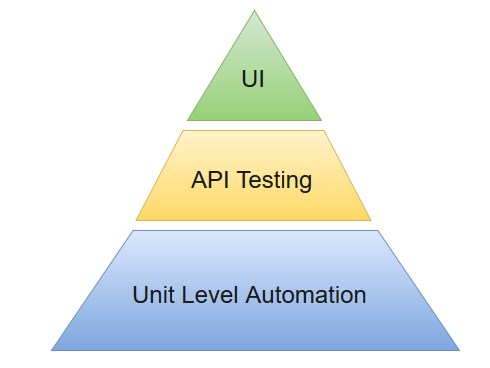 UI
API Testing
Unit Level Automation